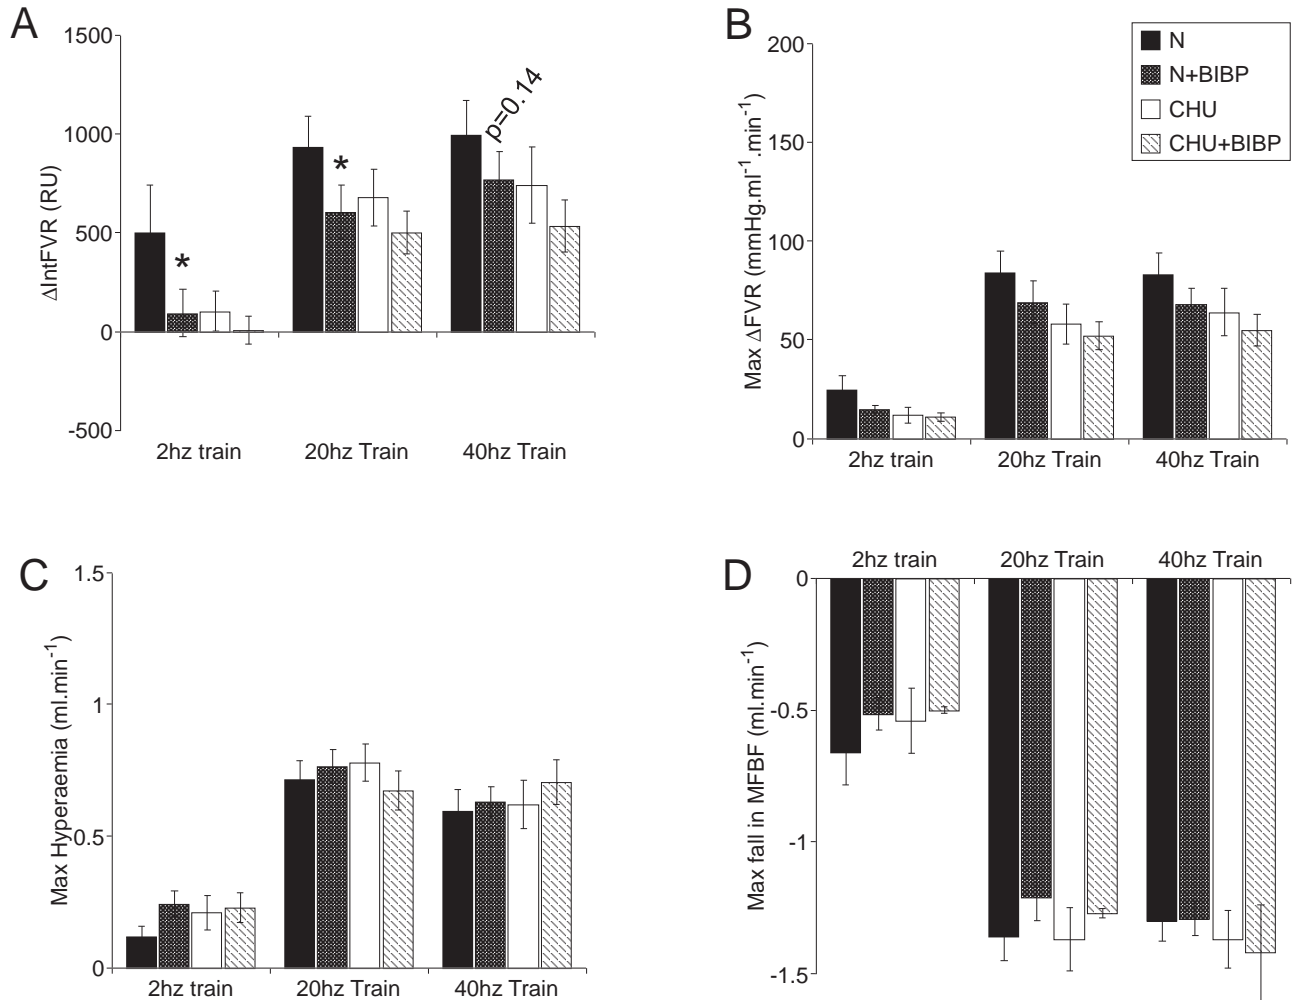 A
1500
1000
500
0
-500
ΔIntFVR (RU)
*
*
p=0.14
2hz train
20hz Train
40hz Train
B
200
150
100
50
0
Max ΔFVR (mmHg.ml⁻¹.min⁻¹)
N
N+BIBP
CHU
CHU+BIBP
2hz train
20hz Train
40hz Train
C
1.5
1
0.5
0
Max Hyperaemia (ml.min⁻¹)
2hz train
20hz Train
40hz Train
D
2hz train
20hz Train
40hz Train
0
-0.5
-1
-1.5
Max fall in MFBF (ml.min⁻¹)